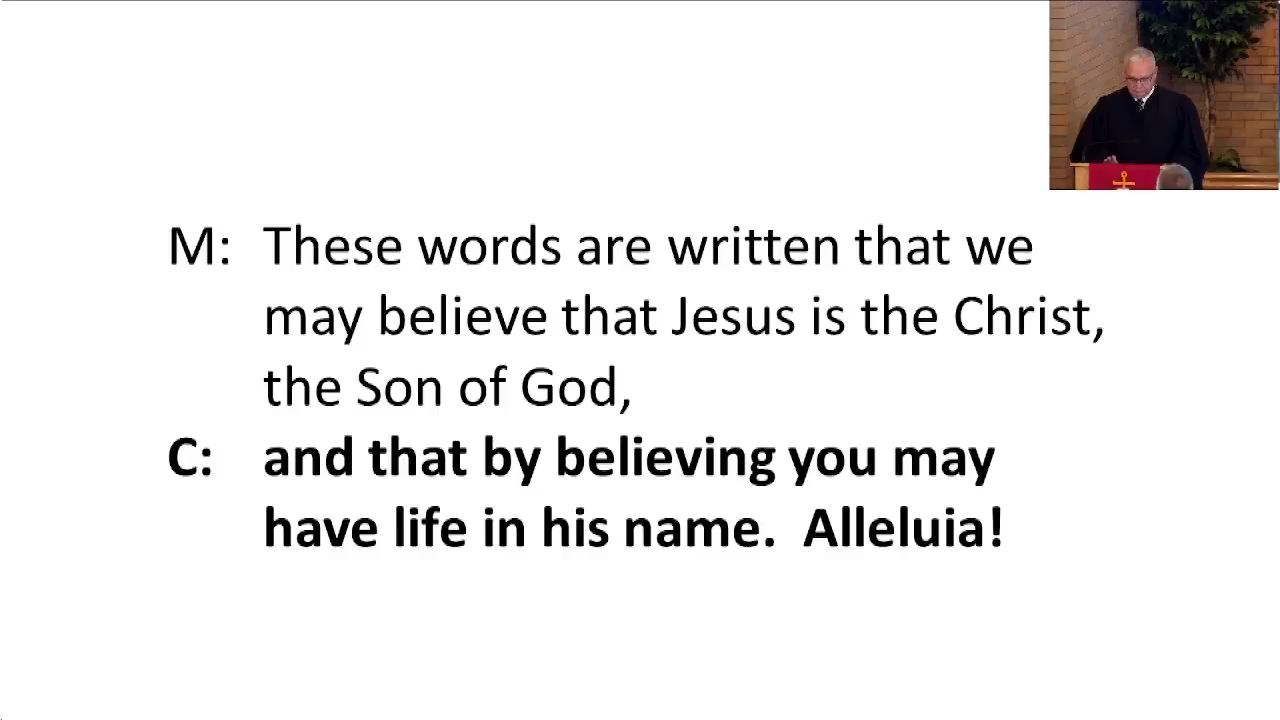 M: These words are written that we
may believe that Jesus is the Christ,
the Son of God,
C: and that by believing you may
have life in his name. Alleluia!